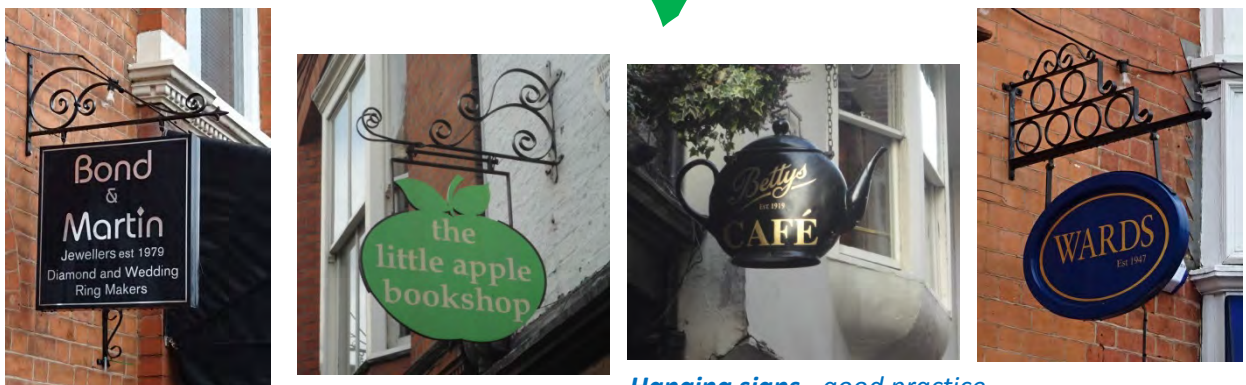 Bond
&
Martin
Jewellers est 1979
Diamond and Wedding
Ring Makers
the
little apple
bookshop
Bettys
Est 1919
CAFÉ
WARDS
Est 1947
Hanging signs - good practice